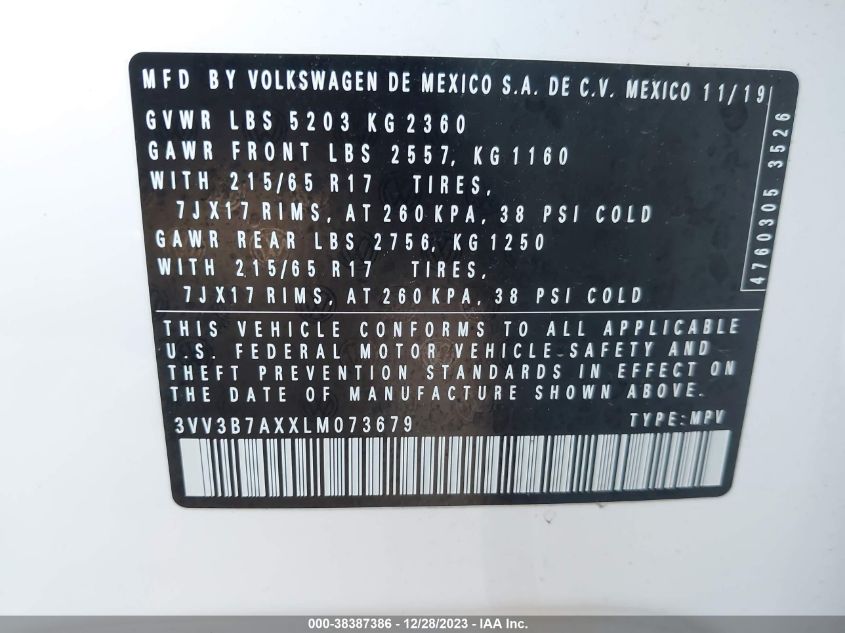 MFD BY VOLKSWAGEN DE MEXICO S.A. DE C.V. MEXICO 11/19
GVWR LBS 5203 KG 2360
GAWR FRONT LBS 2557, KG 1160
WITH 215/65 R17 TIRES,
7JX17 RIMS, AT 260 KPA, 38 PSI COLD
GAWR REAR LBS 2756, KG 1250
WITH 215/65 R17 TIRES,
7JX17 RIMS, AT 260 KPA, 38 PSI COLD
4760305 3526
THIS VEHICLE CONFORMS TO ALL APPLICABLE
U.S. FEDERAL MOTOR VEHICLE SAFETY AND
THEFT PREVENTION STANDARDS IN EFFECT ON
THE DATE OF MANUFACTURE SHOWN ABOVE.
3VV3B7AXXLM073679 TYPE:MPV
000-38387386 - 12/28/2023 - IAA Inc.